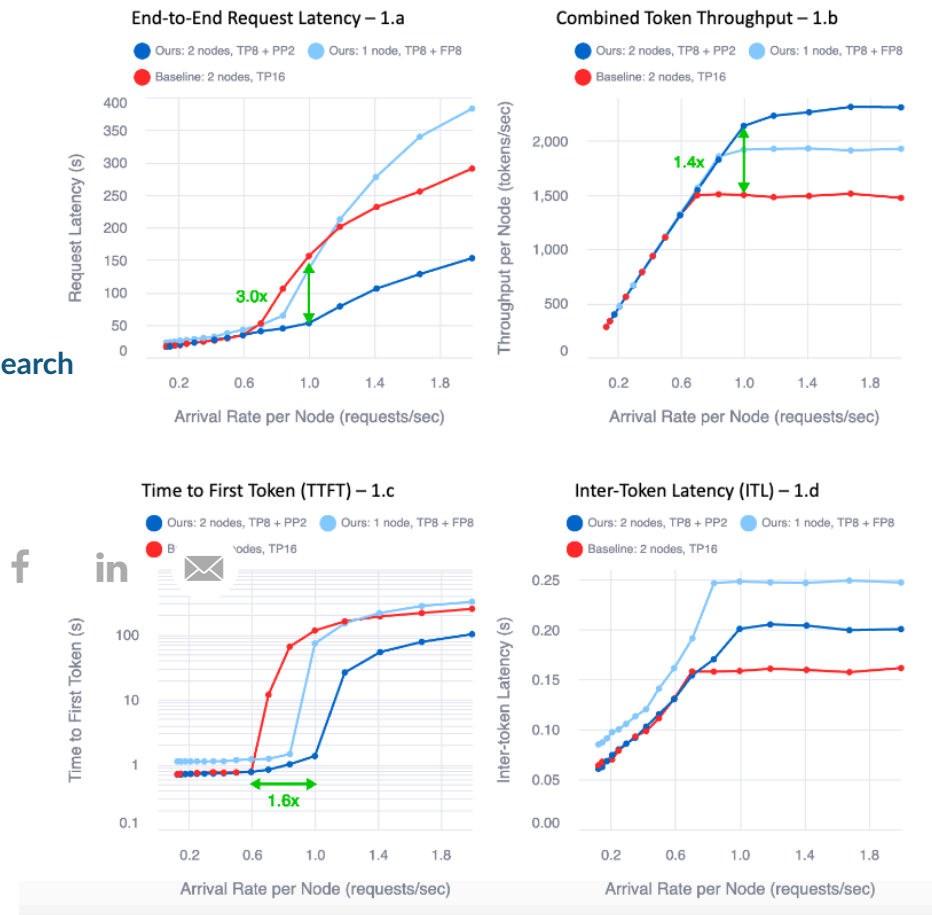 End-to-End Request Latency – 1.a
Ours: 2 nodes, TP8 + PP2 Ours: 1 node, TP8 + FP8
Baseline: 2 nodes, TP16
400
350
300
250
200
150
100
50
0
Request Latency (s)
3.0x
0.2 0.6 1.0 1.4 1.8
Arrival Rate per Node (requests/sec)
Combined Token Throughput – 1.b
Ours: 2 nodes, TP8 + PP2 Ours: 1 node, TP8 + FP8
Baseline: 2 nodes, TP16
2,000
1,500
1,000
500
0
Throughput per Node (tokens/sec)
1.4x
0.2 0.6 1.0 1.4 1.8
Arrival Rate per Node (requests/sec)
earch
Time to First Token (TTFT) – 1.c
Ours: 2 nodes, TP8 + PP2 Ours: 1 node, TP8 + FP8
B odes, TP16
f in
100
10
1
0.1
Time to First Token (s)
1.6x
0.2 0.6 1.0 1.4 1.8
Arrival Rate per Node (requests/sec)
Inter-Token Latency (ITL) – 1.d
Ours: 2 nodes, TP8 + PP2 Ours: 1 node, TP8 + FP8
Baseline: 2 nodes, TP16
0.25
0.20
0.15
0.10
0.05
0.00
Inter-token Latency (s)
0.2 0.6 1.0 1.4 1.8
Arrival Rate per Node (requests/sec)